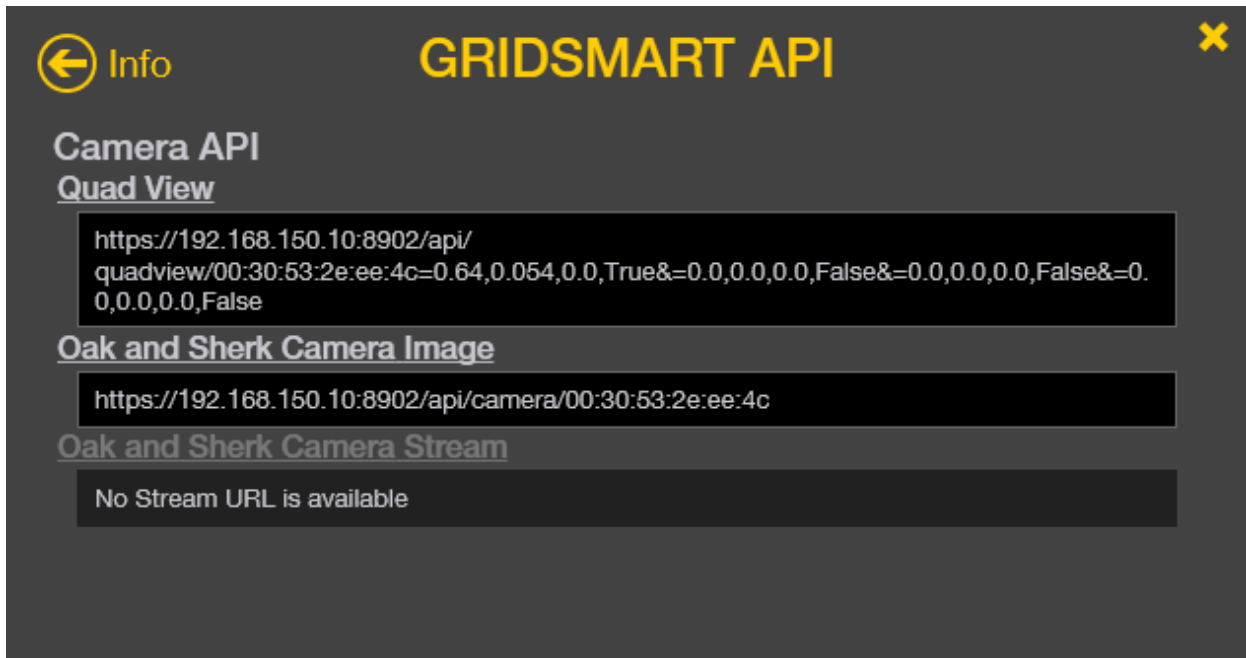 Info
GRIDSMART API
Camera API
Quad View
https://192.168.150.10:8902/api/
quadview/00:30:53:2e:ee:4c=0.64,0.054,0.0,True&=0.0,0.0,0.0,False&=0.0,0.0,0.0,False&=0.
0,0.0,0.0,False
Oak and Sherk Camera Image
https://192.168.150.10:8902/api/camera/00:30:53:2e:ee:4c
Oak and Sherk Camera Stream
No Stream URL is available